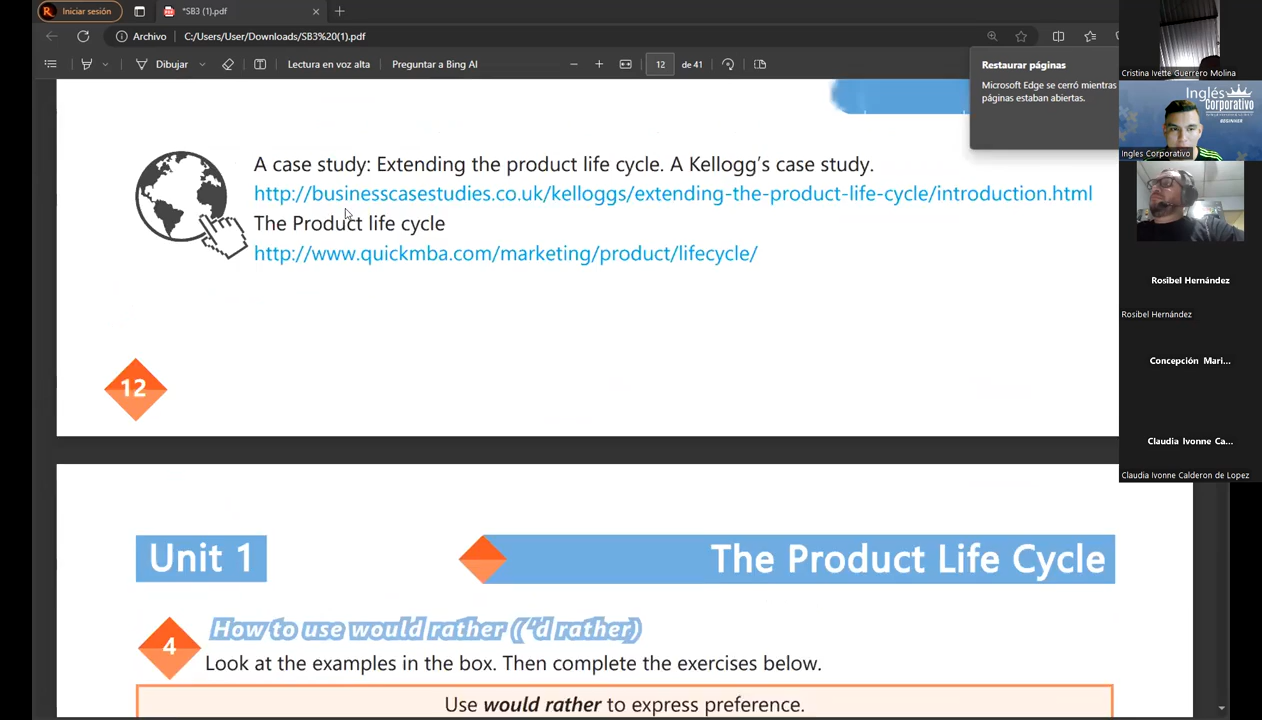 Iniciar sesión
*SB3 (1).pdf
Archivo
C:/Users/User/Downloads/SB3%20(1).pdf
Dibujar
Lectura en voz alta
Preguntar a Bing AI
12
de 41
Restaurar páginas
Microsoft Edge se cerró mientras
páginas estaban abiertas.
A case study: Extending the product life cycle. A Kellogg's case study.
http://businesscasestudies.co.uk/kelloggs/extending-the-product-life-cycle/introduction.html
The Product life cycle
http://www.quickmba.com/marketing/product/lifecycle/
12
Unit 1
The Product Life Cycle
4
How to use would rather (('d rather)
Look at the examples in the box. Then complete the exercises below.
Use would rather to express preference.
Cristina Ivette Guerrero Molina
Inglés
Corporativo
BEGINNER
Ingles Corporativo
Rosibel Hernández
Rosibel Hernández
Concepción Mari...
Claudia Ivonne Ca...
Claudia Ivonne Calderon de Lopez